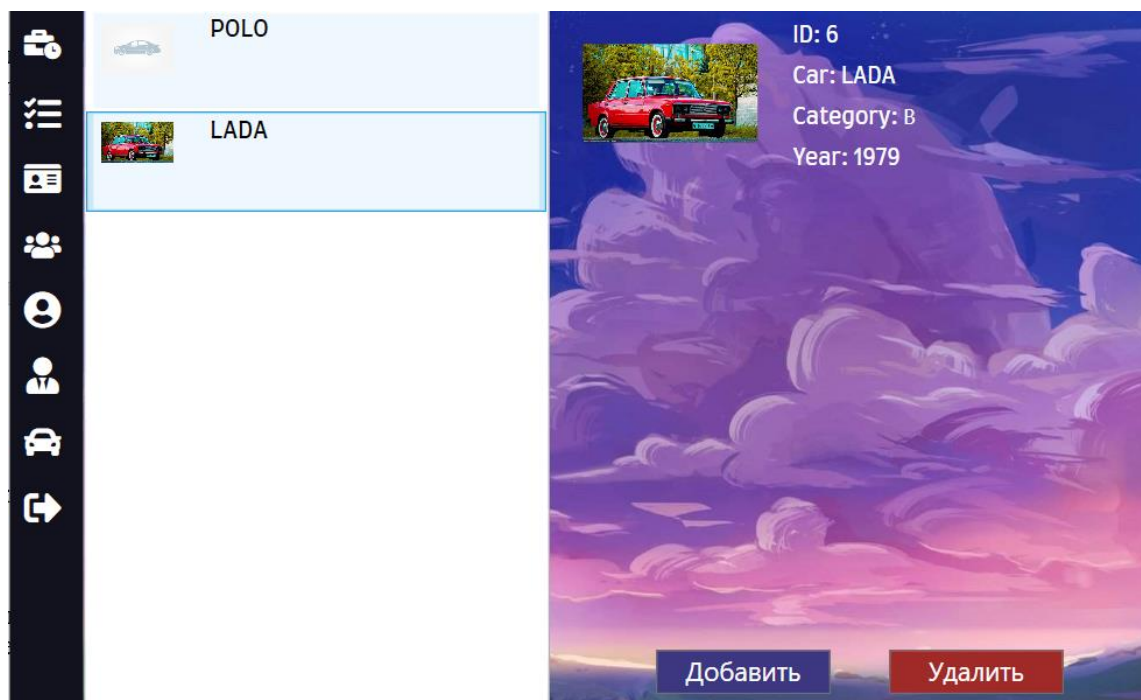 POLO
LADA
ID: 6
Car: LADA
Category: В
Year: 1979
Добавить
Удалить